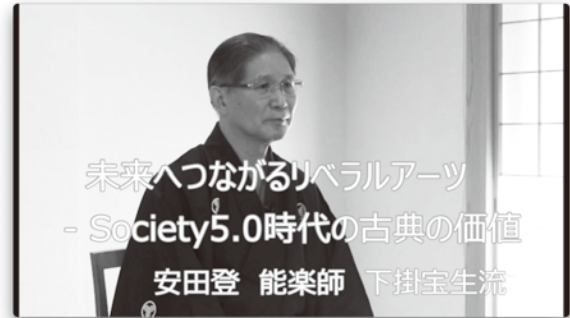 未来へつながるリベラルアーツ
- Society5.0時代の古典の価値
安田登 能楽師 下掛宝生流